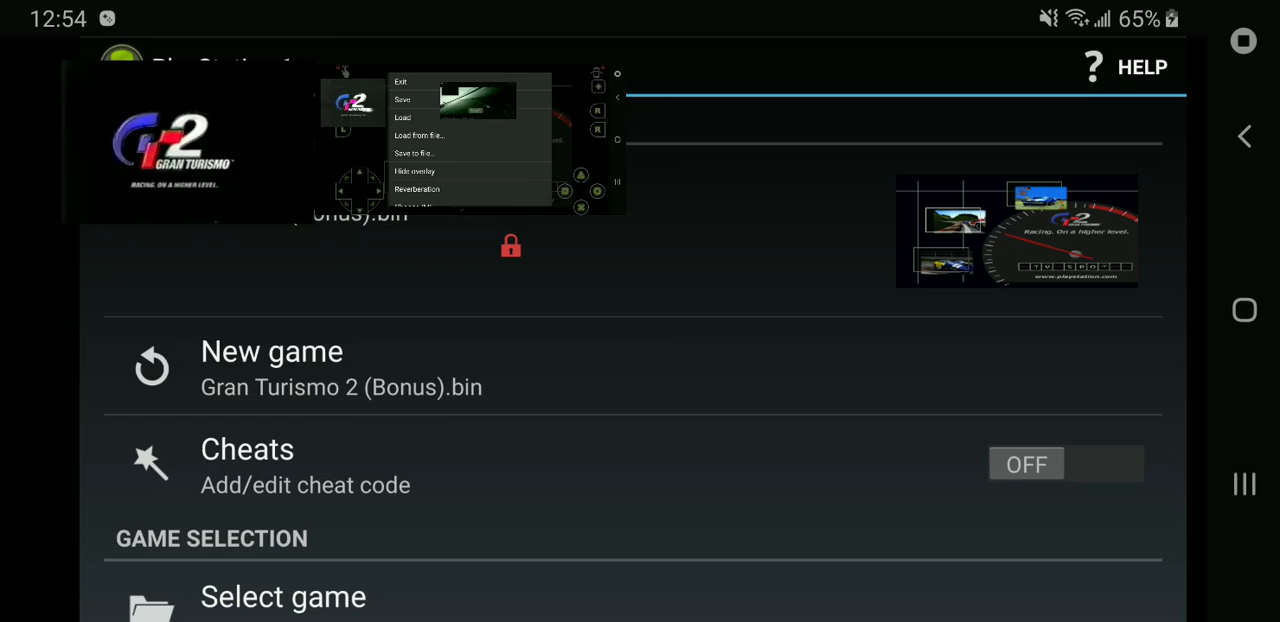 12:54
65%
HELP
GT2
GRAN TURISMO
RACING. ON A HIGHER LEVEL.
Exit
Save
Load
Load from file...
Save to file...
Hide overlay
Reverberation
L
R
R
Racing. On a higher level.
TV SPOT
www.playstation.com
New game
Gran Turismo 2 (Bonus).bin
Cheats
Add/edit cheat code
OFF
GAME SELECTION
Select game